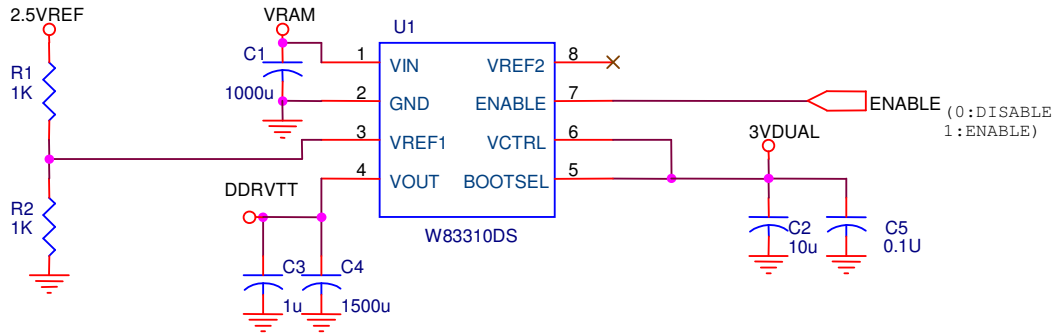 2.5VREF
VRAM
U1
R1
1K
C1
1000u
1
VIN
VREF2
8
2
GND
ENABLE
7
ENABLE
(0:DISABLE
1:ENABLE)
3
VREF1
VCTRL
6
3VDUAL
4
VOUT
BOOTSEL
5
DDRVTT
R2
1K
W83310DS
C2
10u
C5
0.1U
C3
1u
C4
1500u